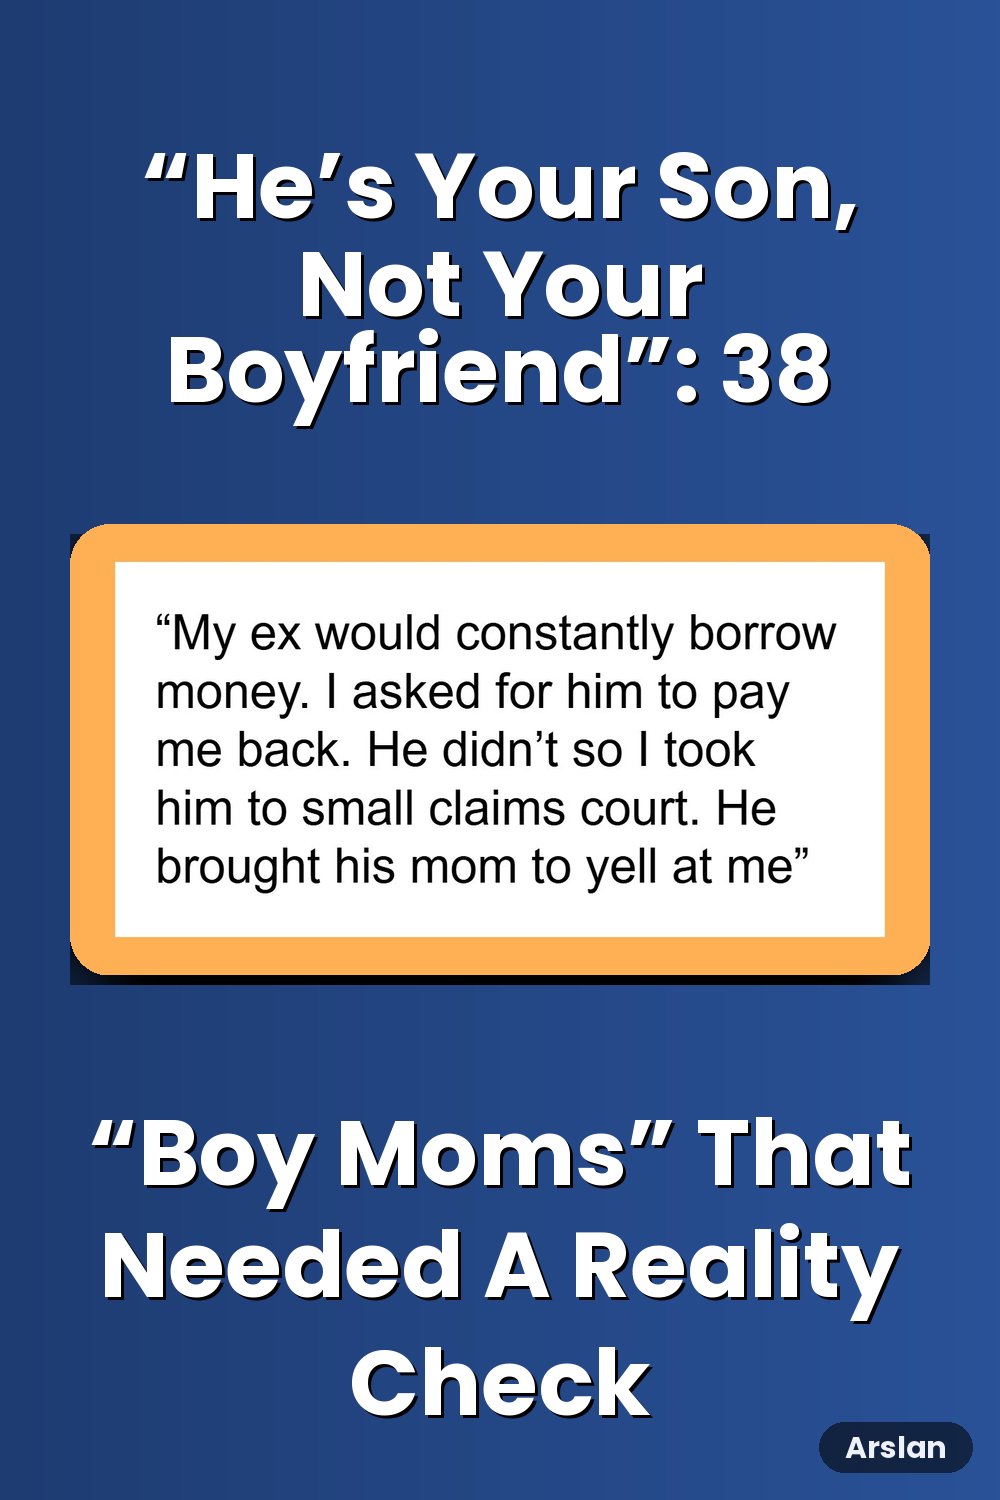 “He’s Your Son,
Not Your
Boyfriend”: 38
“My ex would constantly borrow
money. I asked for him to pay
me back. He didn’t so I took
him to small claims court. He
brought his mom to yell at me”
“Boy Moms” That
Needed A Reality
Check
Arslan